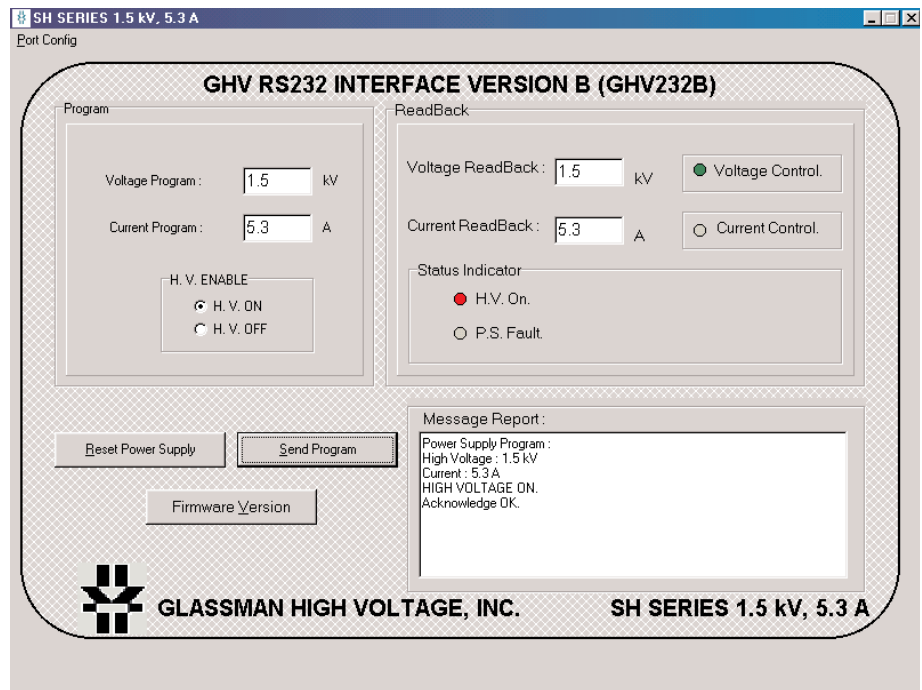 SH SERIES 1.5 kV, 5.3 A
Port Config
GHV RS232 INTERFACE VERSION B (GHV232B)
Program
Voltage Program :
1.5
kV
Current Program :
5.3
A
H. V. ENABLE
H. V. ON
H. V. OFF
ReadBack
Voltage ReadBack :
1.5
kV
Voltage Control.
Current ReadBack :
5.3
A
Current Control.
Status Indicator
H.V. On.
P.S. Fault.
Reset Power Supply
Send Program
Firmware Version
Message Report :
Power Supply Program :
High Voltage : 1.5 kV
Current : 5.3 A
HIGH VOLTAGE ON.
Acknowledge OK.
GLASSMAN HIGH VOLTAGE, INC.
SH SERIES 1.5 kV, 5.3 A